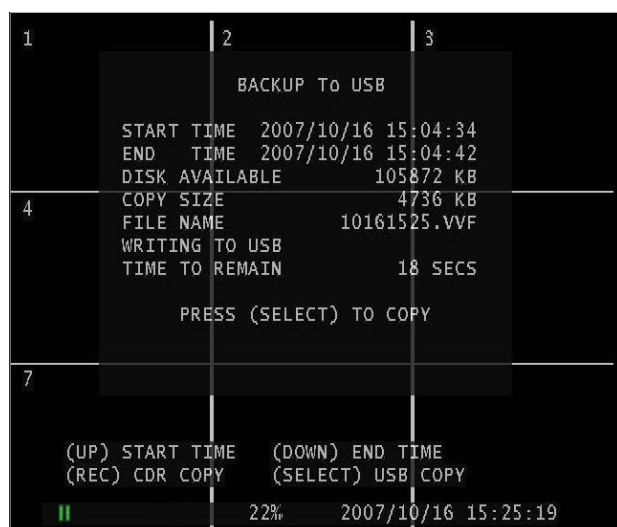 1 2 3
BACKUP To USB
START TIME 2007/10/16 15:04:34
END TIME 2007/10/16 15:04:42
DISK AVAILABLE 105872 KB
4
COPY SIZE 4736 KB
FILE NAME 10161525.VVF
WRITING TO USB
TIME TO REMAIN 18 SECS
PRESS (SELECT) TO COPY
7
(UP) START TIME (DOWN) END TIME
(REC) CDR COPY (SELECT) USB COPY
22% 2007/10/16 15:25:19